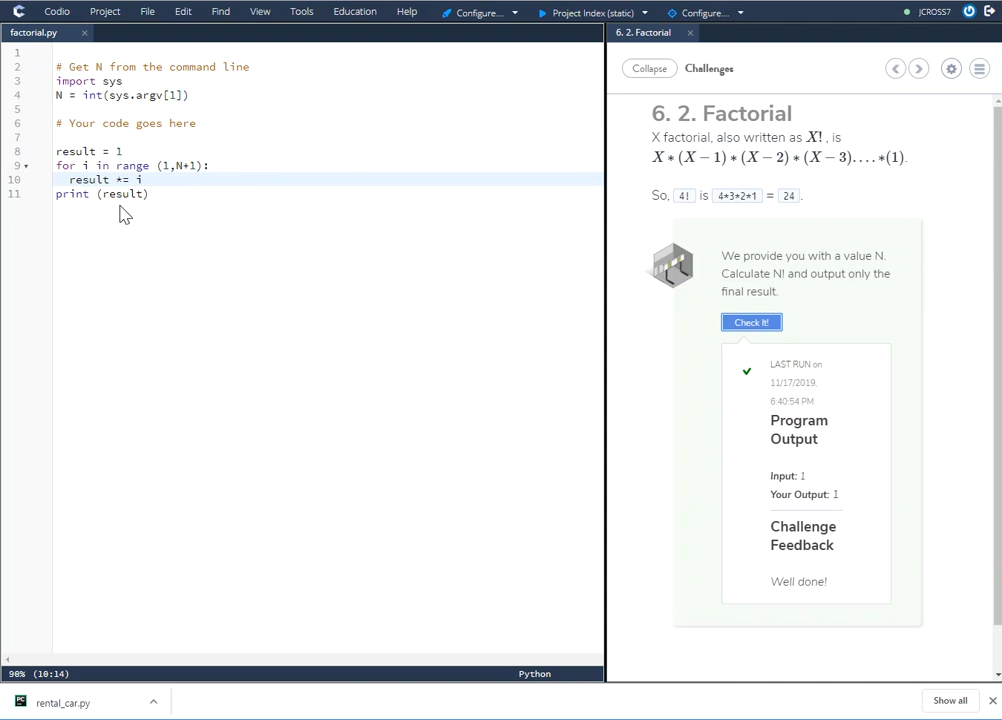 Codio Project File Edit Find View Tools Education Help Configure.... Project Index (static) Configure.... JCROSS7
factorial.py ×
6. 2. Factorial ×
1
2 # Get N from the command line
3 import sys
4 N = int(sys.argv[1])
5
6 # Your code goes here
7
8 result = 1
9 for i in range (1,N+1):
10 result *= i
11 print (result)
90% (10:14) Python
Collapse Challenges
6. 2. Factorial
X factorial, also written as X!, is
X ∗ (X − 1) ∗ (X − 2) ∗ (X − 3). . . . ∗(1).
So, 4! is 4*3*2*1 = 24.
We provide you with a value N.
Calculate N! and output only the
final result.
Check It!
LAST RUN on
11/17/2019,
6:40:54 PM
Program
Output
Input: 1
Your Output: 1
Challenge
Feedback
Well done!
PC rental_car.py
Show all ×